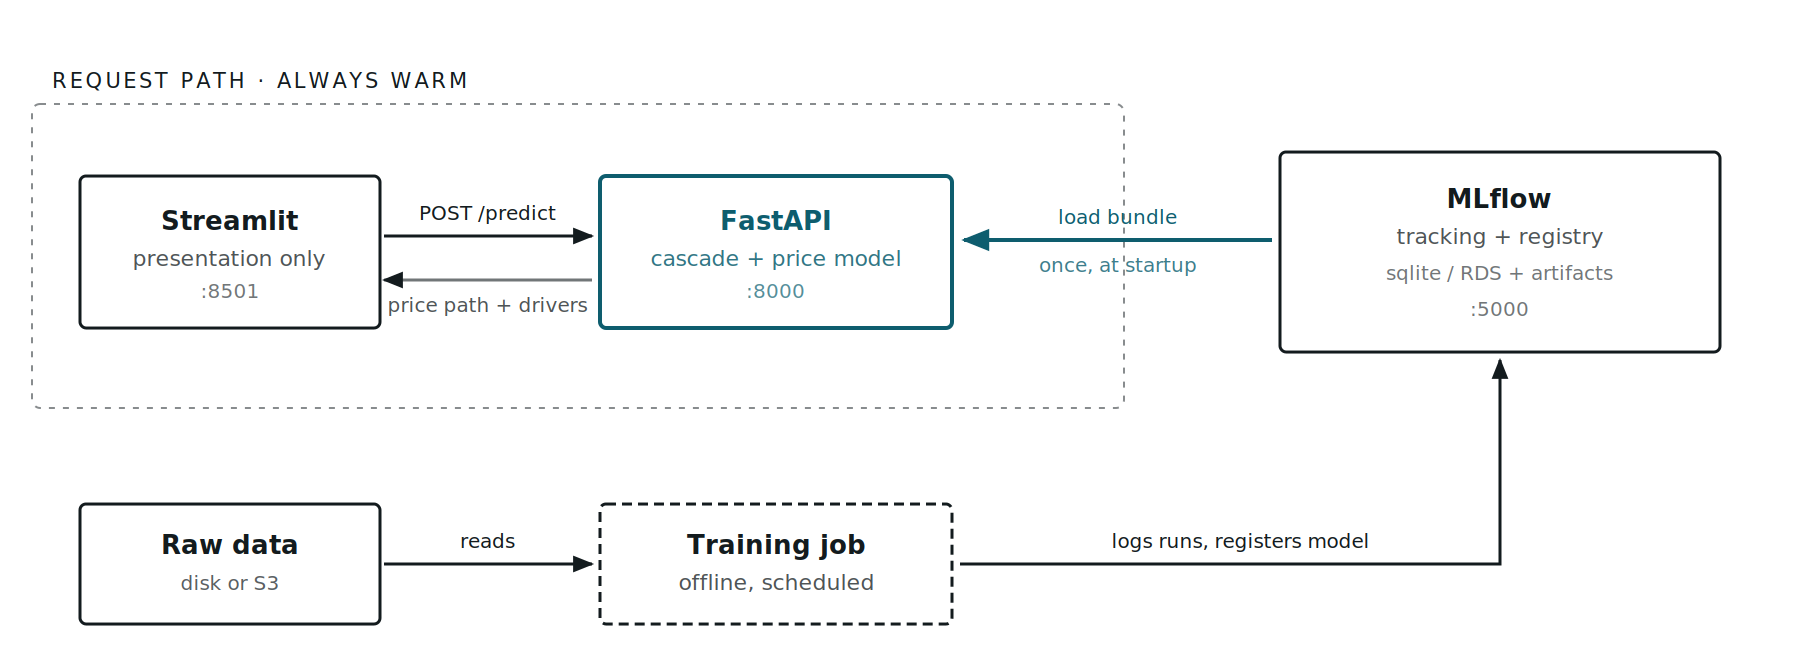 REQUEST PATH · ALWAYS WARM
Streamlit
presentation only
:8501
POST /predict
price path + drivers
FastAPI
cascade + price model
:8000
load bundle
once, at startup
MLflow
tracking + registry
sqlite / RDS + artifacts
:5000
Raw data
disk or S3
reads
Training job
offline, scheduled
logs runs, registers model